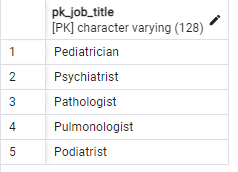 pk_job_title
[PK] character varying (128)
1 Pediatrician
2 Psychiatrist
3 Pathologist
4 Pulmonologist
5 Podiatrist